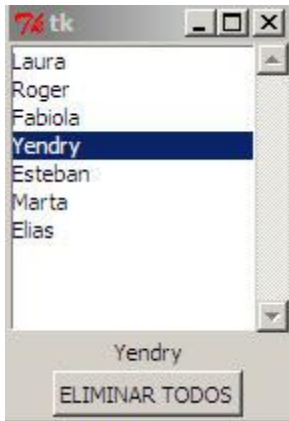 tk
Laura
Roger
Fabiola
Yendry
Esteban
Marta
Elias
Yendry
ELIMINAR TODOS